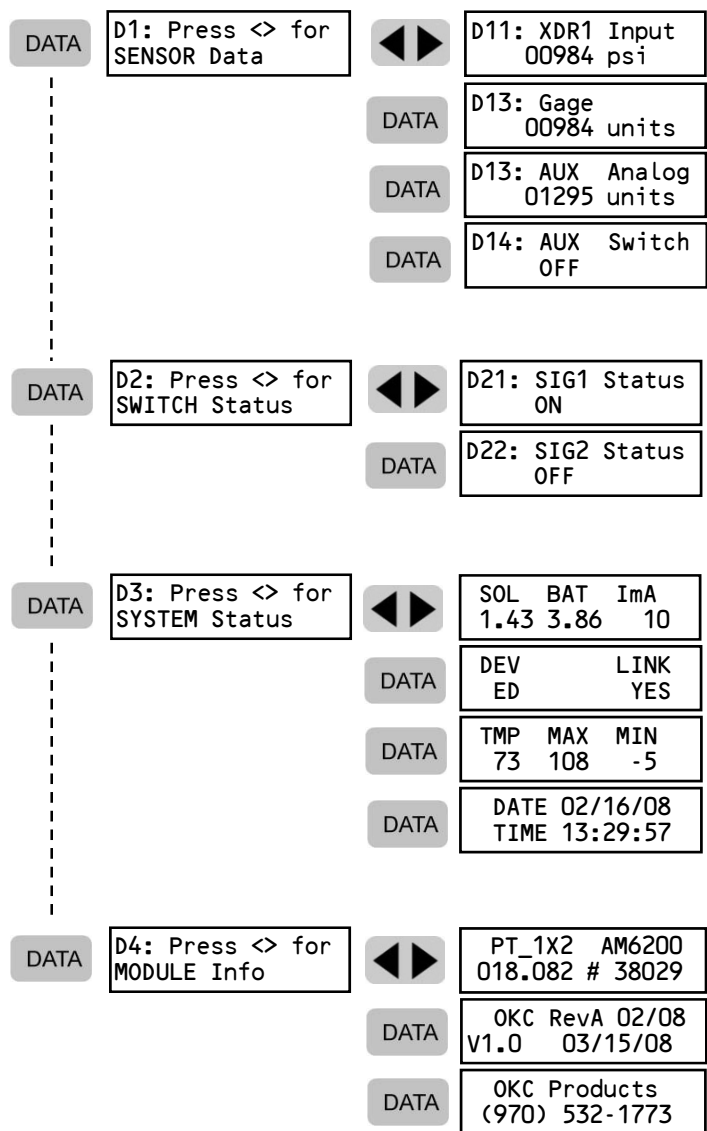 DATA
D1: Press <> for
SENSOR Data
D11: XDR1 Input
00984 psi
DATA
D13: Gage
00984 units
DATA
D13: AUX Analog
01295 units
DATA
D14: AUX Switch
OFF
DATA
D2: Press <> for
SWITCH Status
D21: SIG1 Status
ON
DATA
D22: SIG2 Status
OFF
DATA
D3: Press <> for
SYSTEM Status
SOL BAT ImA
1.43 3.86 10
DATA
DEV LINK
ED YES
DATA
TMP MAX MIN
73 108 -5
DATA
DATE 02/16/08
TIME 13:29:57
DATA
D4: Press <> for
MODULE Info
PT_1X2 AM6200
018.082 # 38029
DATA
OKC RevA 02/08
V1.0 03/15/08
DATA
OKC Products
(970) 532-1773